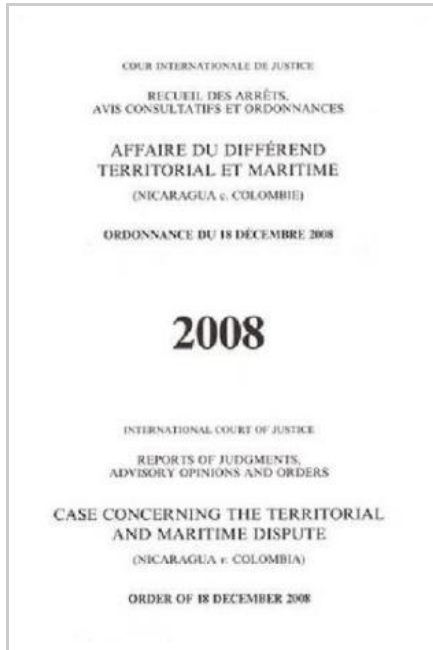 COUR INTERNATIONALE DE JUSTICE
RECUEIL DES ARRÊTS,
AVIS CONSULTATIFS ET ORDONNANCES
AFFAIRE DU DIFFÉREND
TERRITORIAL ET MARITIME
(NICARAGUA c. COLOMBIE)
ORDONNANCE DU 18 DÉCEMBRE 2008
2008
INTERNATIONAL COURT OF JUSTICE
REPORTS OF JUDGMENTS,
ADVISORY OPINIONS AND ORDERS
CASE CONCERNING THE TERRITORIAL
AND MARITIME DISPUTE
(NICARAGUA v. COLOMBIA)
ORDER OF 18 DECEMBER 2008